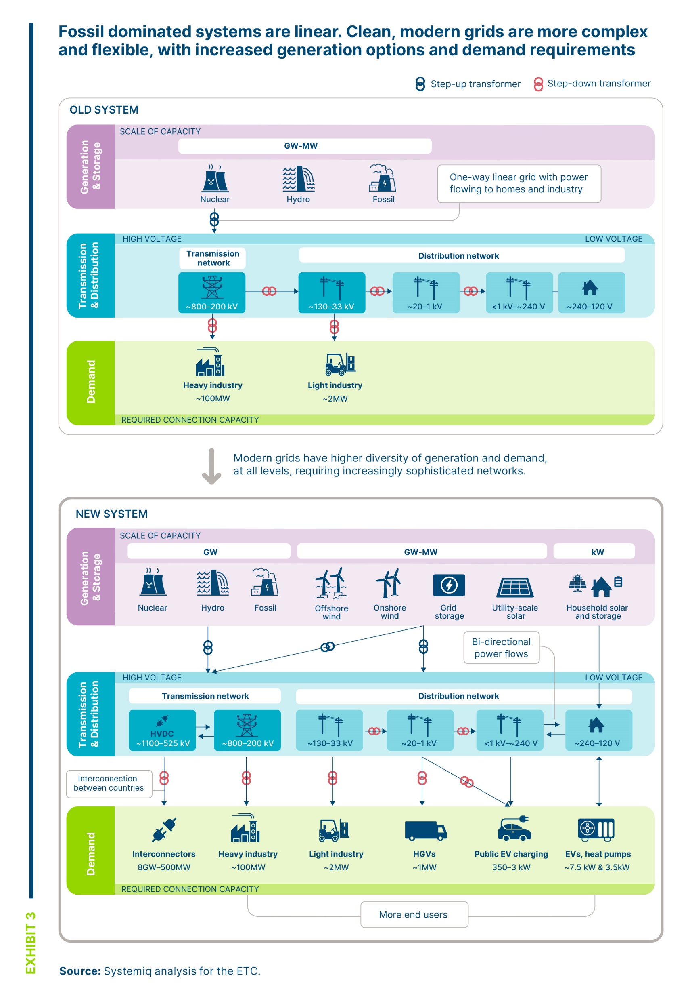 Fossil dominated systems are linear. Clean, modern grids are more complex
and flexible, with increased generation options and demand requirements
Step-up transformer
Step-down transformer
OLD SYSTEM
Generation
& Storage
SCALE OF CAPACITY
GW-MW
Nuclear
Hydro
Fossil
One-way linear grid with power
flowing to homes and industry
Transmission
& Distribution
HIGH VOLTAGE
LOW VOLTAGE
Transmission
network
Distribution network
~800–200 kV
~130–33 kV
~20–1 kV
<1 kV–~240 V
~240–120 V
Demand
Heavy industry
~100MW
Light industry
~2MW
REQUIRED CONNECTION CAPACITY
Modern grids have higher diversity of generation and demand,
at all levels, requiring increasingly sophisticated networks.
NEW SYSTEM
Generation
& Storage
SCALE OF CAPACITY
GW
GW-MW
kW
Nuclear
Hydro
Fossil
Offshore
wind
Onshore
wind
Grid
storage
Utility-scale
solar
Household solar
and storage
Bi-directional
power flows
Transmission
& Distribution
HIGH VOLTAGE
LOW VOLTAGE
Transmission network
Distribution network
HVDC
~1100–525 kV
~800–200 kV
~130–33 kV
~20–1 kV
<1 kV–~240 V
~240–120 V
Interconnection
between countries
Demand
Interconnectors
8GW–500MW
Heavy industry
~100MW
Light industry
~2MW
HGVs
~1MW
Public EV charging
350–3 kW
EVs, heat pumps
~7.5 kW & 3.5kW
REQUIRED CONNECTION CAPACITY
More end users
EXHIBIT 3
Source: Systemiq analysis for the ETC.